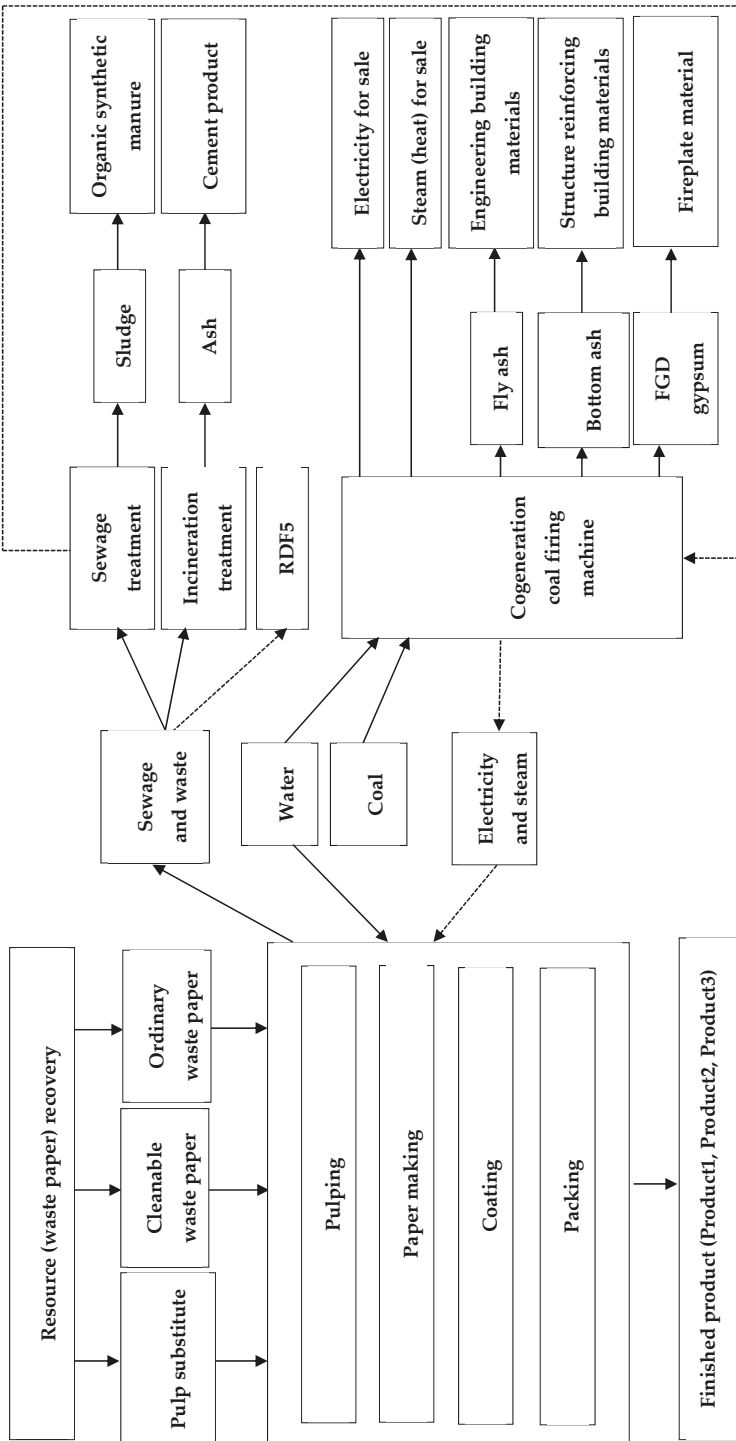 Resource (waste paper) recovery
Pulp substitute
Cleanable
waste paper
Ordinary
waste paper
Pulping
Paper making
Coating
Packing
Finished product (Product1, Product2, Product3)
Sewage
and waste
Water
Coal
Electricity
and steam
Sewage
treatment
Incineration
treatment
RDF5
Cogeneration
coal firing
machine
Sludge
Ash
Fly ash
Bottom ash
FGD
gypsum
Organic synthetic
manure
Cement product
Electricity for sale
Steam (heat) for sale
Engineering building
materials
Structure reinforcing
building materials
Fireplate material